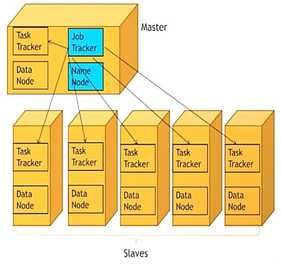 Master
Task
Tracker
Job
Tracker
Data
Node
Name
Node
Task
Tracker
Task
Tracker
Task
Tracker
Task
Tracker
Task
Tracker
Data
Node
Data
Node
Data
Node
Data
Node
Data
Node
Slaves